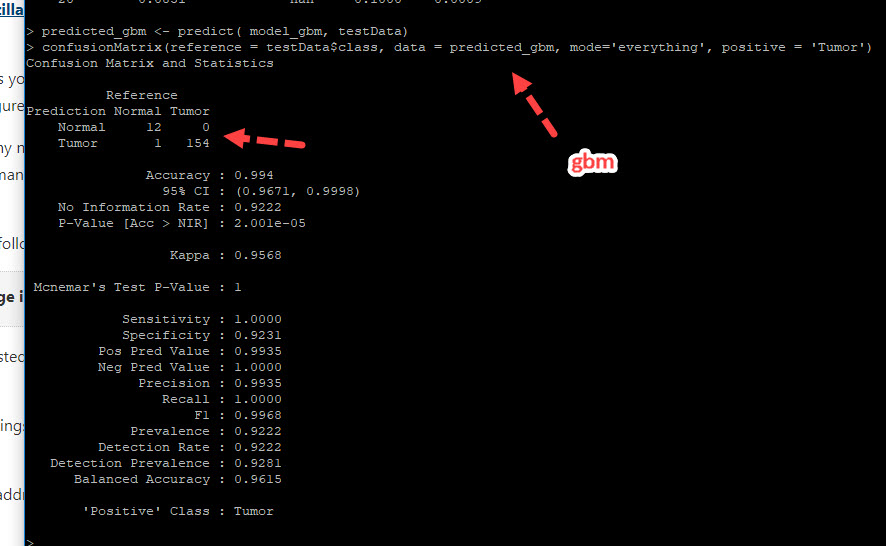 > predicted_gbm <- predict( model_gbm, testData)
> confusionMatrix(reference = testData$class, data = predicted_gbm, mode='everything', positive = 'Tumor')
Confusion Matrix and Statistics
Reference
Prediction Normal Tumor
Normal 12 0
Tumor 1 154
gbm
Accuracy : 0.994
95% CI : (0.9671, 0.9998)
No Information Rate : 0.9222
P-Value [Acc > NIR] : 2.001e-05
Kappa : 0.9568
Mcnemar's Test P-Value : 1
Sensitivity : 1.0000
Specificity : 0.9231
Pos Pred Value : 0.9935
Neg Pred Value : 1.0000
Precision : 0.9935
Recall : 1.0000
F1 : 0.9968
Prevalence : 0.9222
Detection Rate : 0.9222
Detection Prevalence : 0.9281
Balanced Accuracy : 0.9615
'Positive' Class : Tumor
>